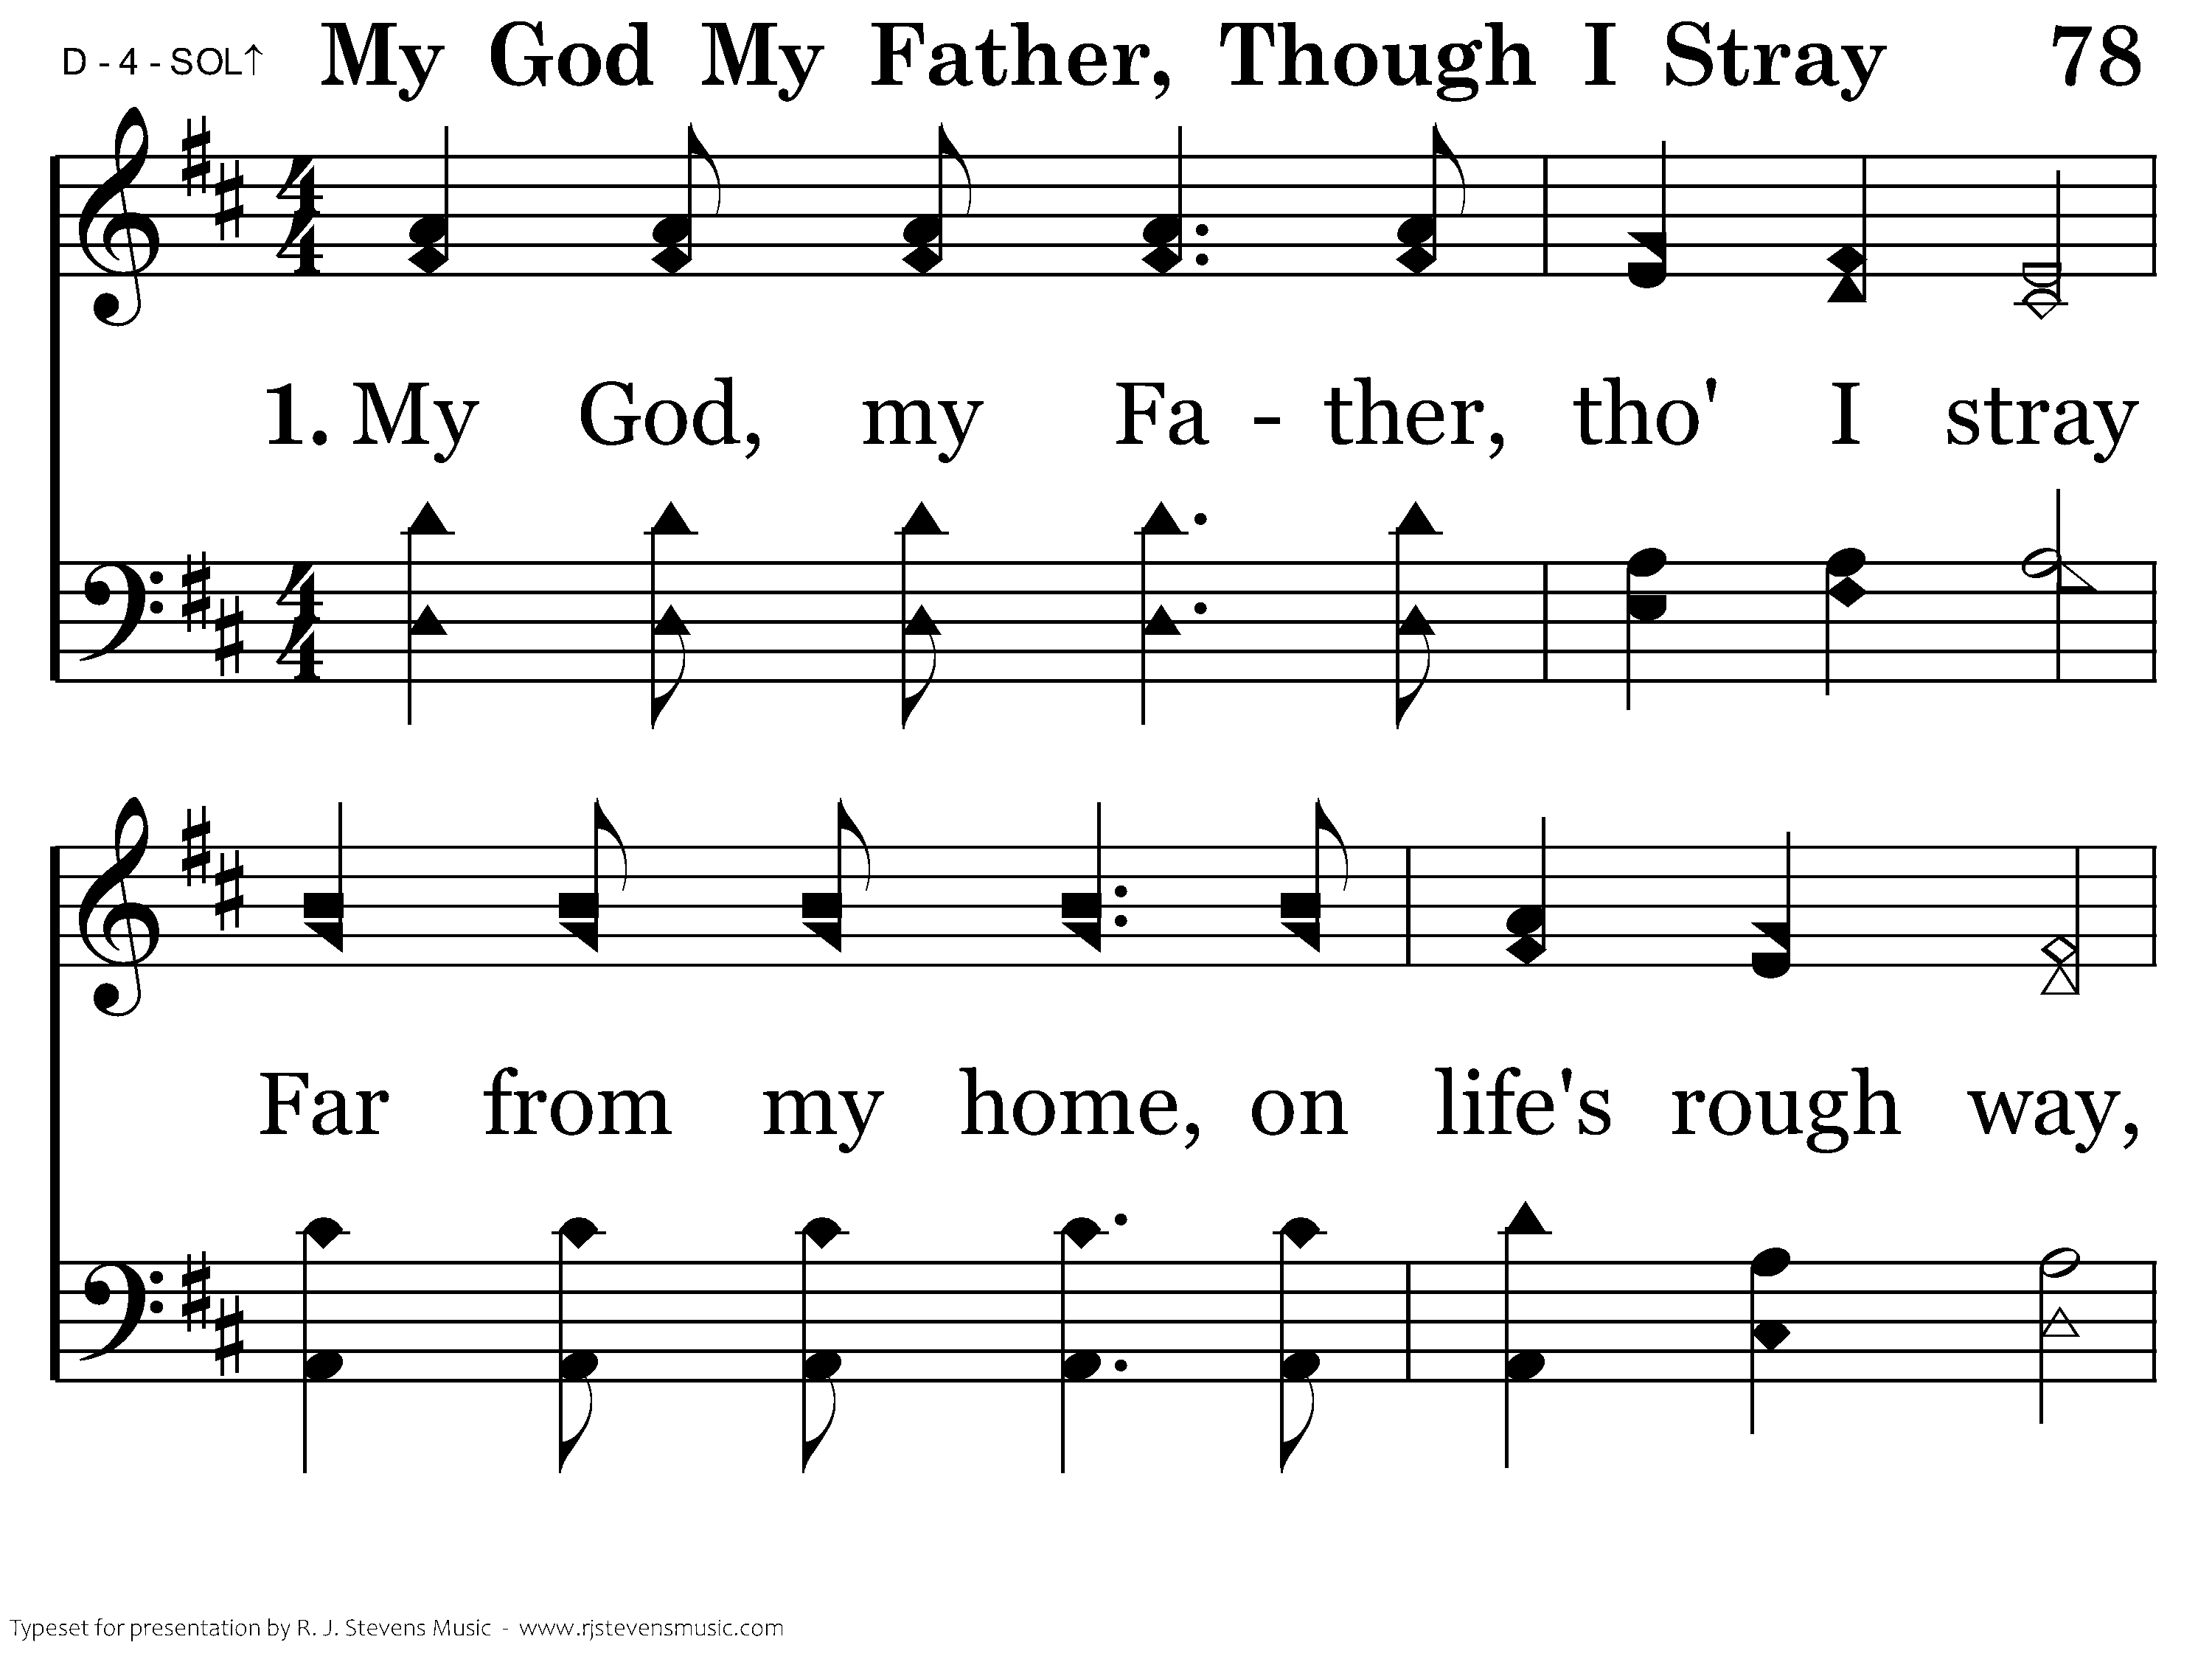 D - 4 - SOL↑ My God My Father, Though I Stray 78
1. My God, my Fa - ther, tho' I stray
Far from my home, on life's rough way,
Typeset for presentation by R. J. Stevens Music - www.rjstevensmusic.com